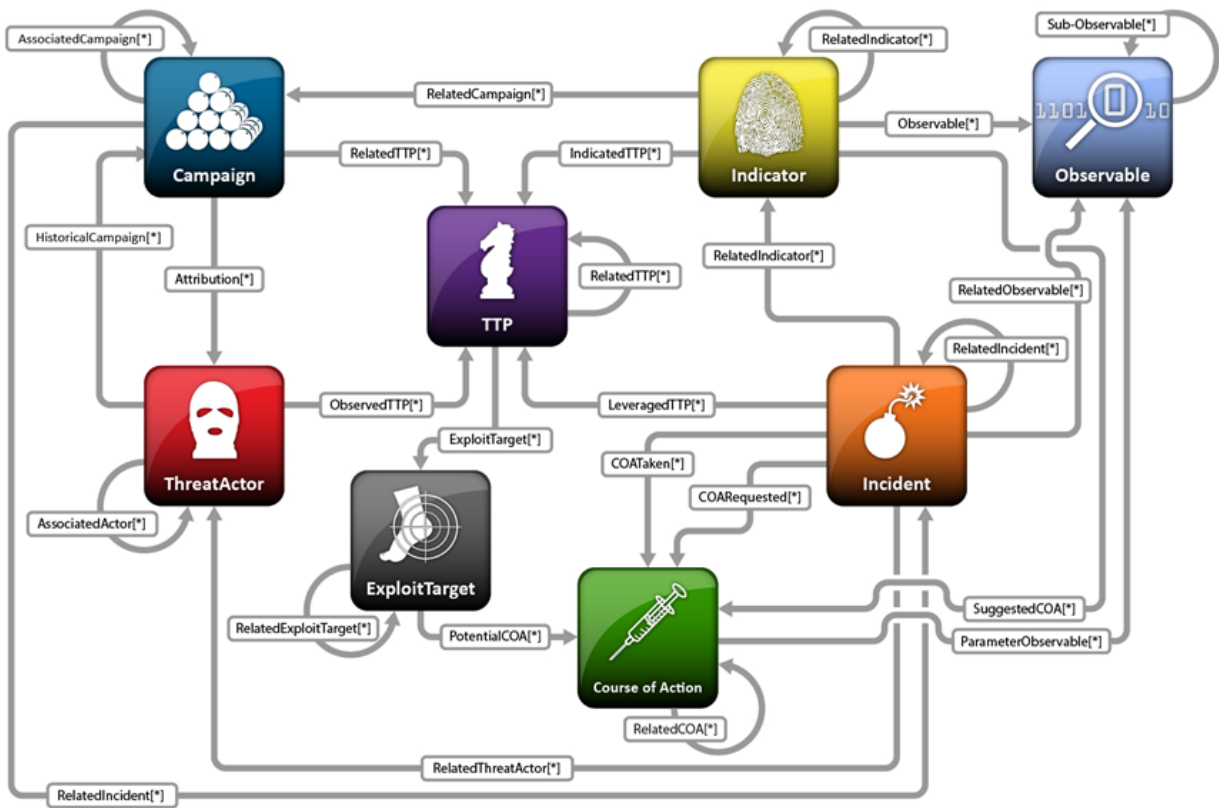 AssociatedCampaign[*]
RelatedIndicator[*]
Sub-Observable[*]
RelatedCampaign[*]
1101 0 10
Observable[*]
RelatedTTP[*]
IndicatedTTP[*]
Campaign
Indicator
Observable
HistoricalCampaign[*]
RelatedIndicator[*]
RelatedTTP[*]
Attribution[*]
RelatedObservable[*]
TTP
RelatedIncident[*]
ObservedTTP[*]
LeveragedTTP[*]
ExploitTarget[*]
COATaken[*]
ThreatActor
Incident
COARequested[*]
AssociatedActor[*]
ExploitTarget
SuggestedCOA[*]
RelatedExploitTarget[*]
PotentialCOA[*]
ParameterObservable[*]
Course of Action
RelatedCOA[*]
RelatedThreatActor[*]
RelatedIncident[*]